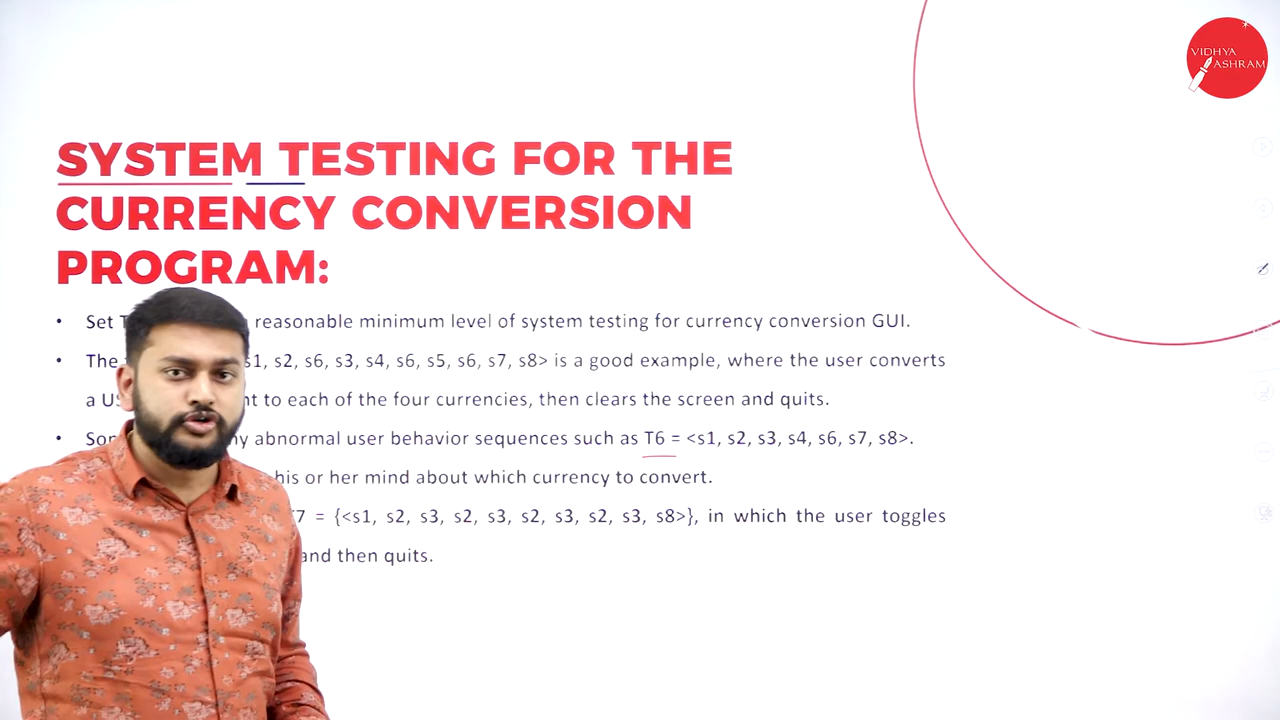 VIDHYA
ASHRAM
SYSTEM TESTING FOR THE
CURRENCY CONVERSION
PROGRAM:
• Set reasonable minimum level of system testing for currency conversion GUI.
• The s1, s2, s6, s3, s4, s6, s5, s6, s7, s8> is a good example, where the user converts
a to each of the four currencies, then clears the screen and quits.
• abnormal user behavior sequences such as T6 = <s1, s2, s3, s4, s6, s7, s8>.
his or her mind about which currency to convert.
T7 = {<s1, s2, s3, s2, s3, s2, s3, s2, s3, s8>}, in which the user toggles
and then quits.